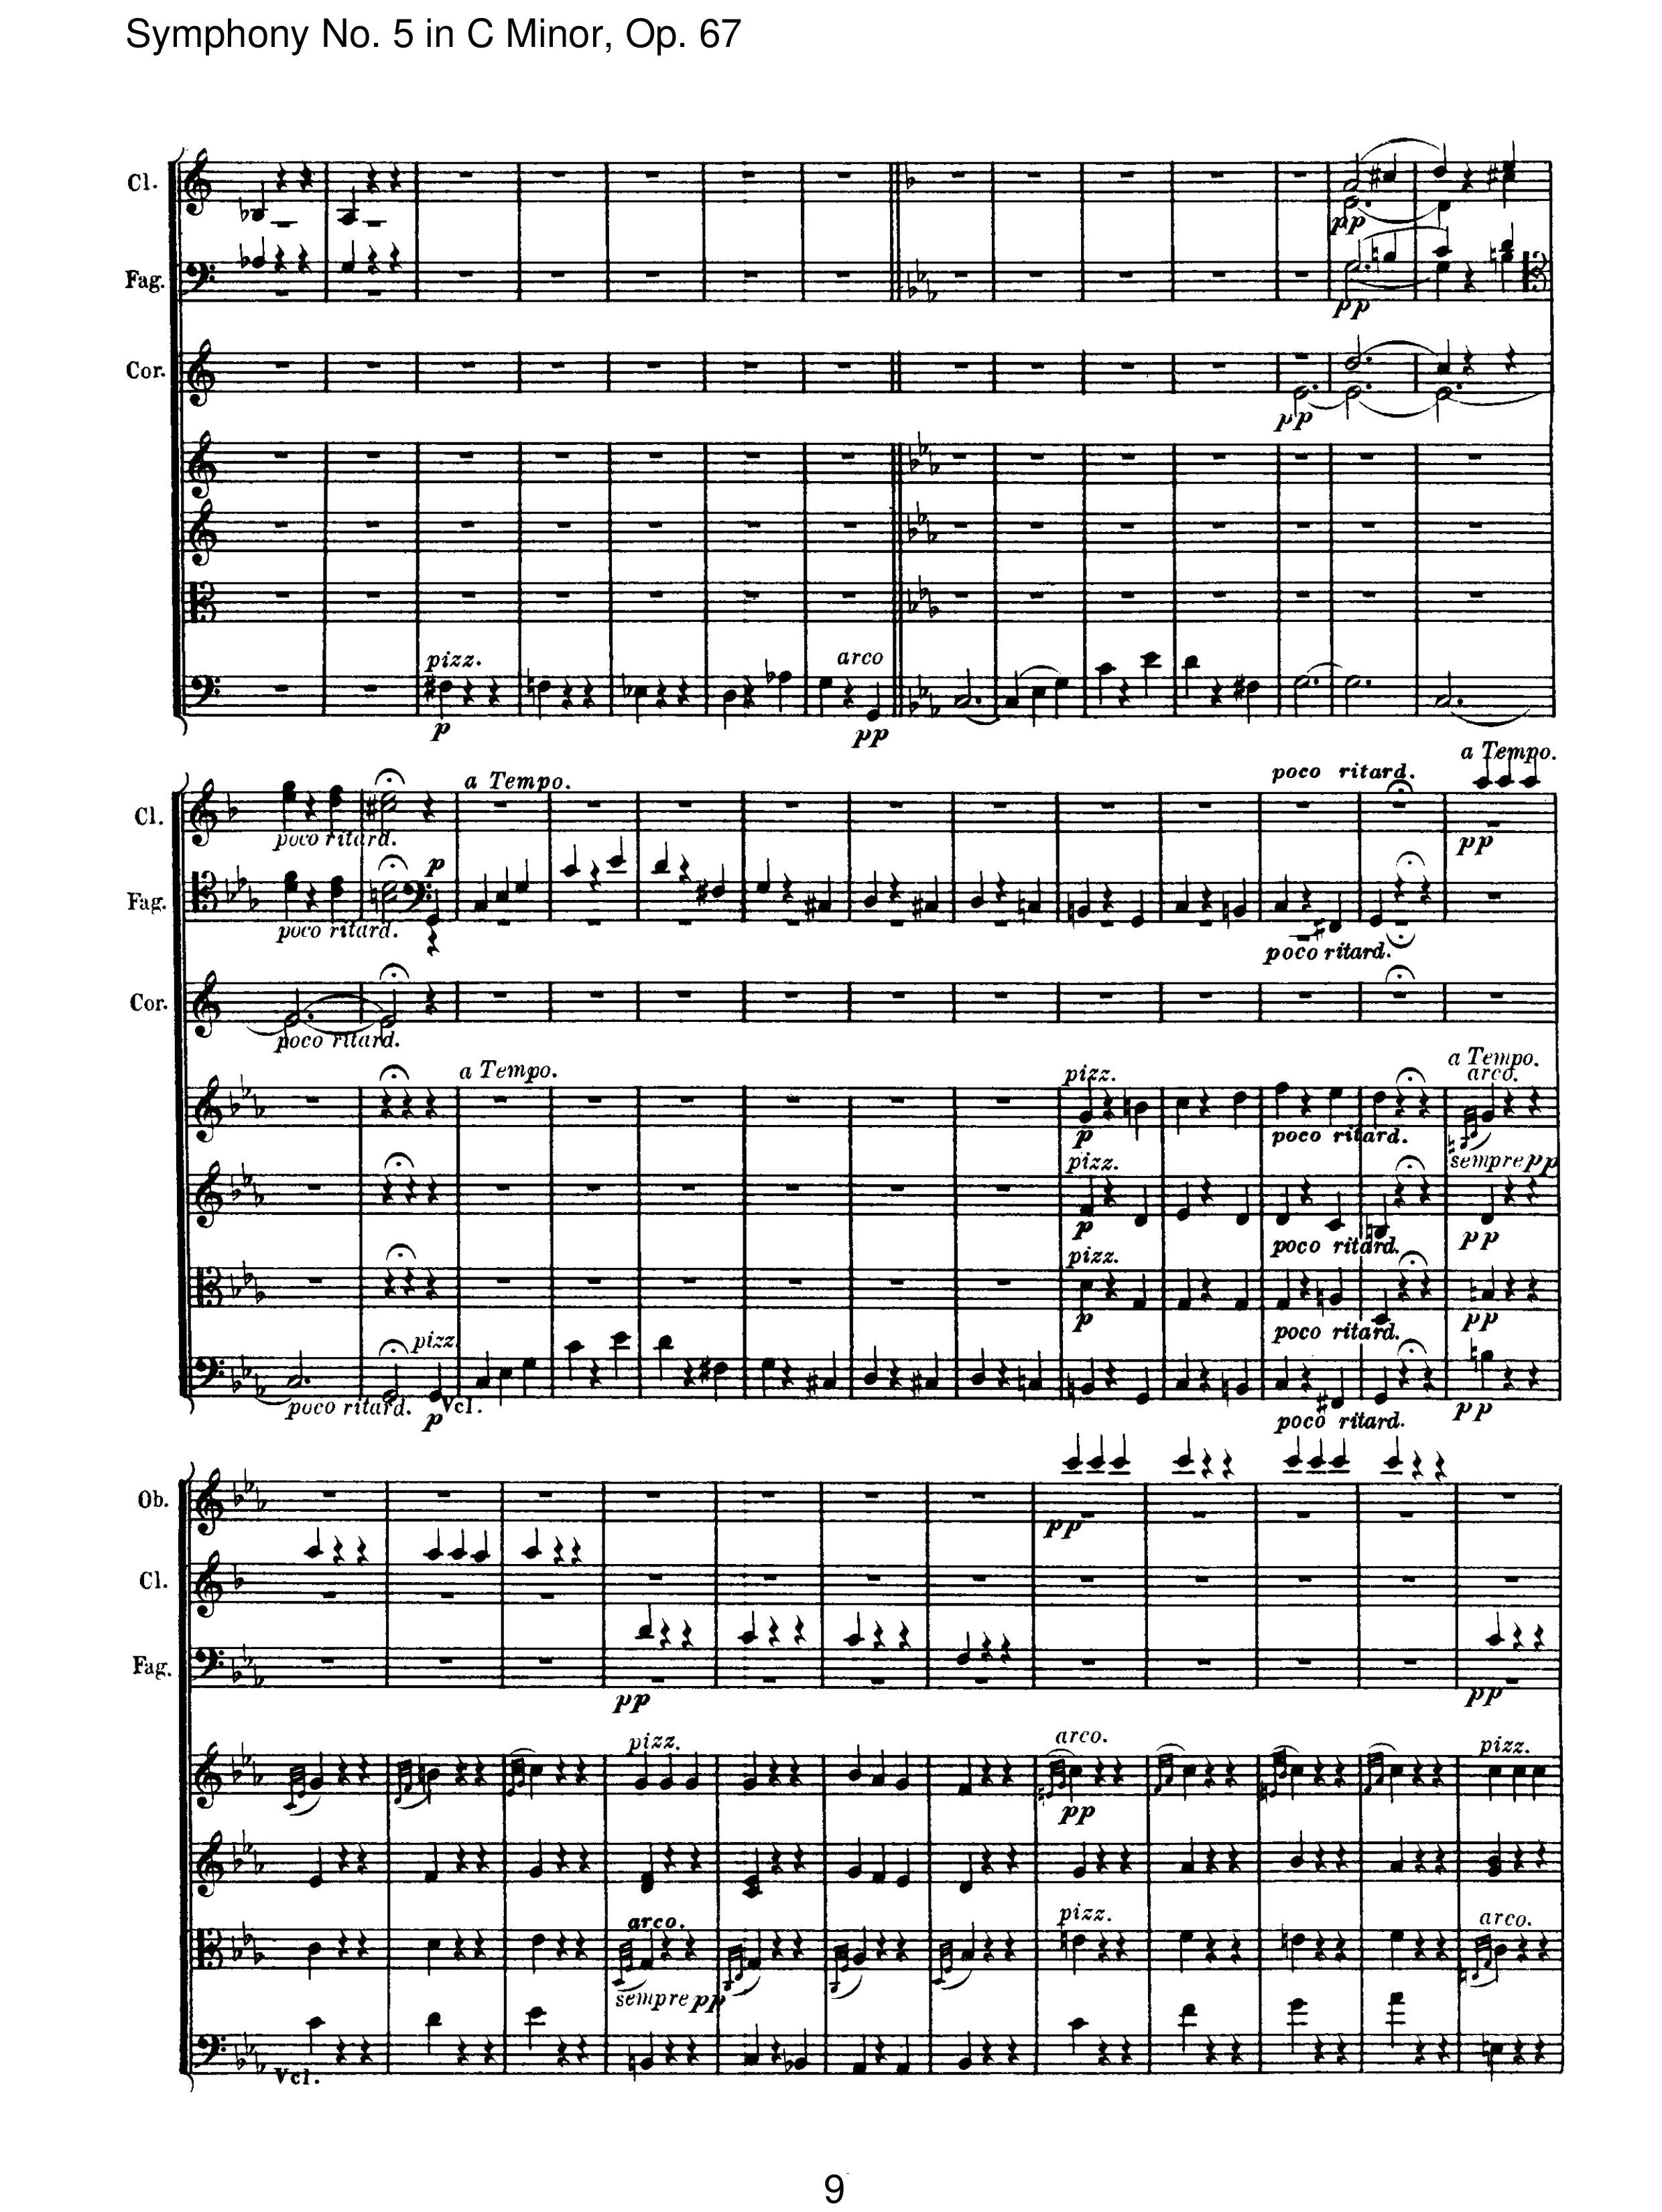 Symphony No. 5 in C Minor, Op. 67
Cl.
pp
Fag.
pp
Cor.
pp
pizz. arco
p pp
a Tempo. poco ritard. a Tempo.
Cl.
poco ritard. pp
p
Fag.
poco ritard. poco ritard.
Cor.
poco ritard.
a Tempo. pizz. a Tempo.
arco.
p poco ritard. sempre pp
pizz.
p poco ritard. pp
pizz.
p poco ritard. pp
pizz.
poco ritard. p Vcl. poco ritard. pp
Ob.
pp
Cl.
Fag.
pp pp
pizz. arco. pizz.
pp
arco. pizz. arco.
sempre pp
Vcl.
9